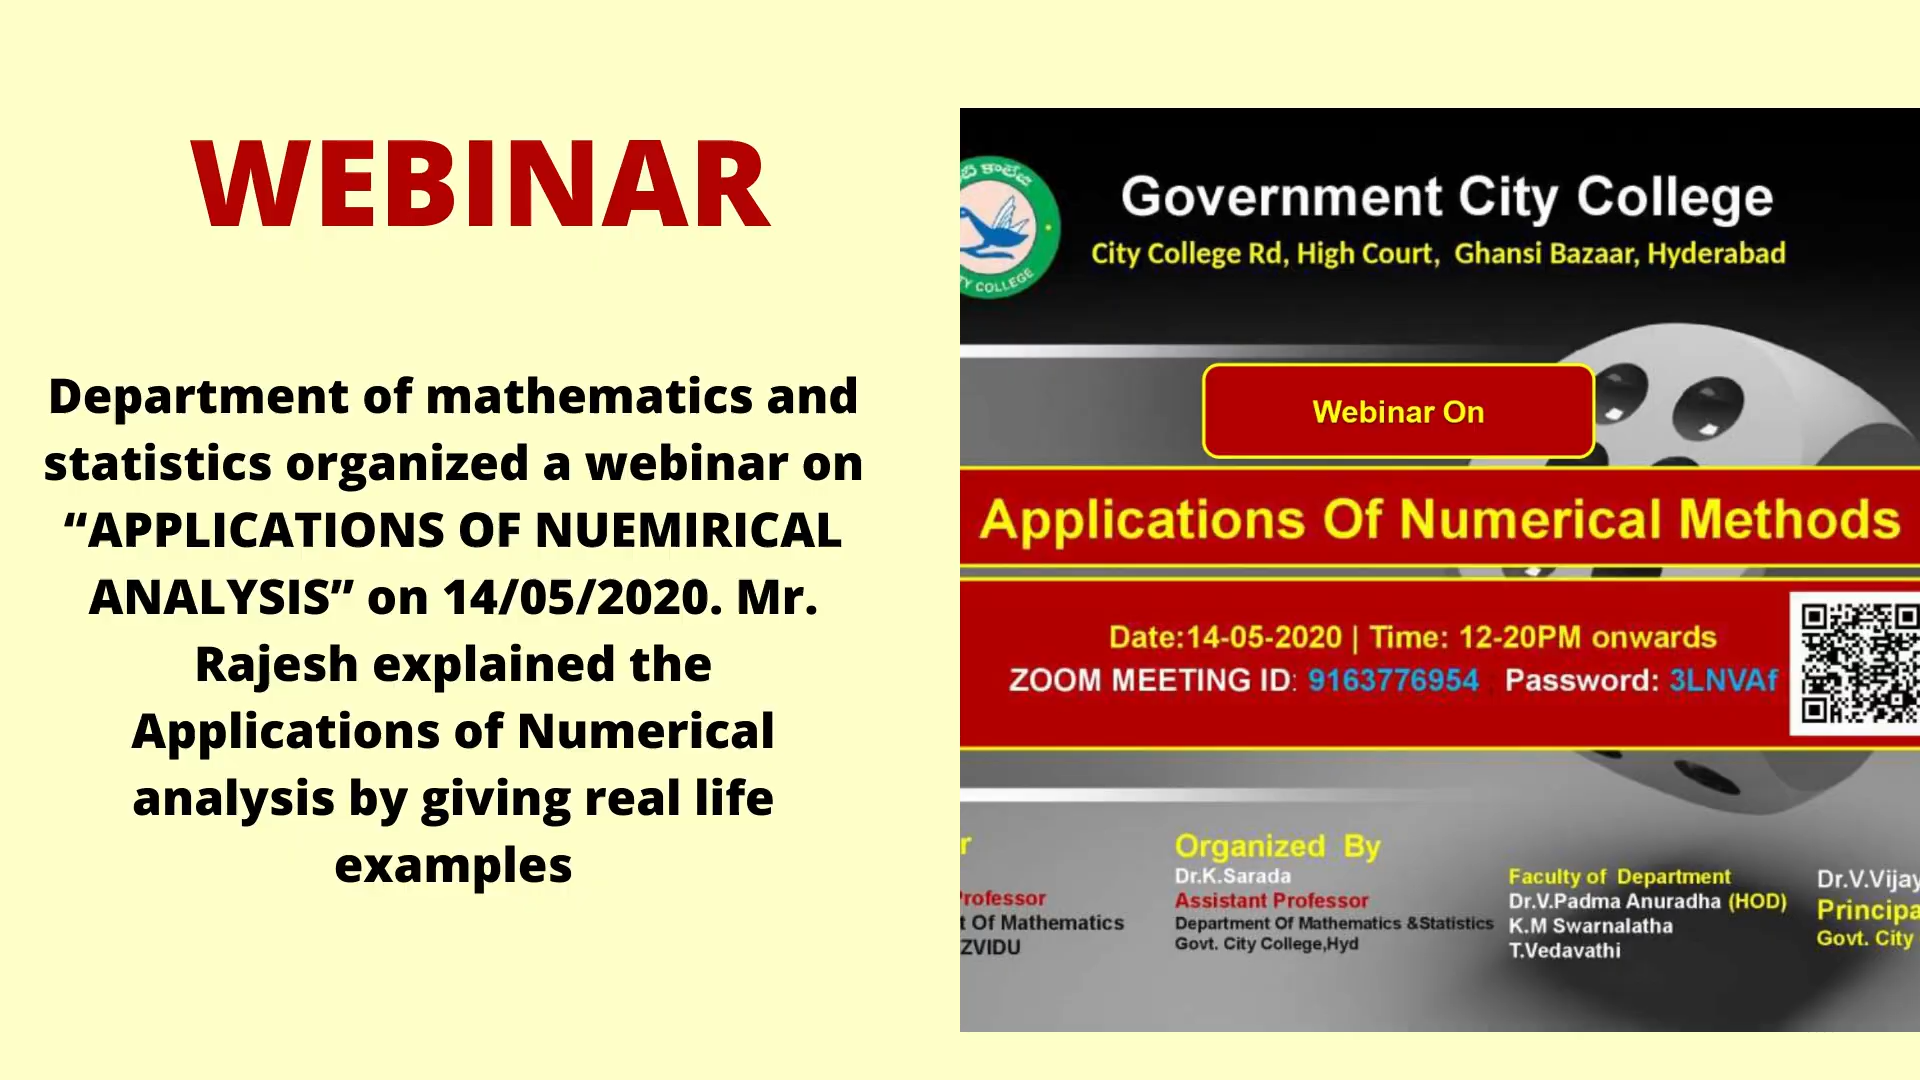 WEBINAR
Department of mathematics and
statistics organized a webinar on
“APPLICATIONS OF NUEMIRICAL
ANALYSIS” on 14/05/2020. Mr.
Rajesh explained the
Applications of Numerical
analysis by giving real life
examples
CITY COLLEGE
Government City College
City College Rd, High Court, Ghansi Bazaar, Hyderabad
Webinar On
Applications Of Numerical Methods
Date:14-05-2020 | Time: 12-20PM onwards
ZOOM MEETING ID: 9163776954 Password: 3LNVAf
Professor
Of Mathematics
ZVIDU
Organized By
Dr.K.Sarada
Assistant Professor
Department Of Mathematics &Statistics
Govt. City College,Hyd
Faculty of Department
Dr.V.Padma Anuradha (HOD)
K.M Swarnalatha
T.Vedavathi
Dr.V.Vijay
Principa
Govt. City